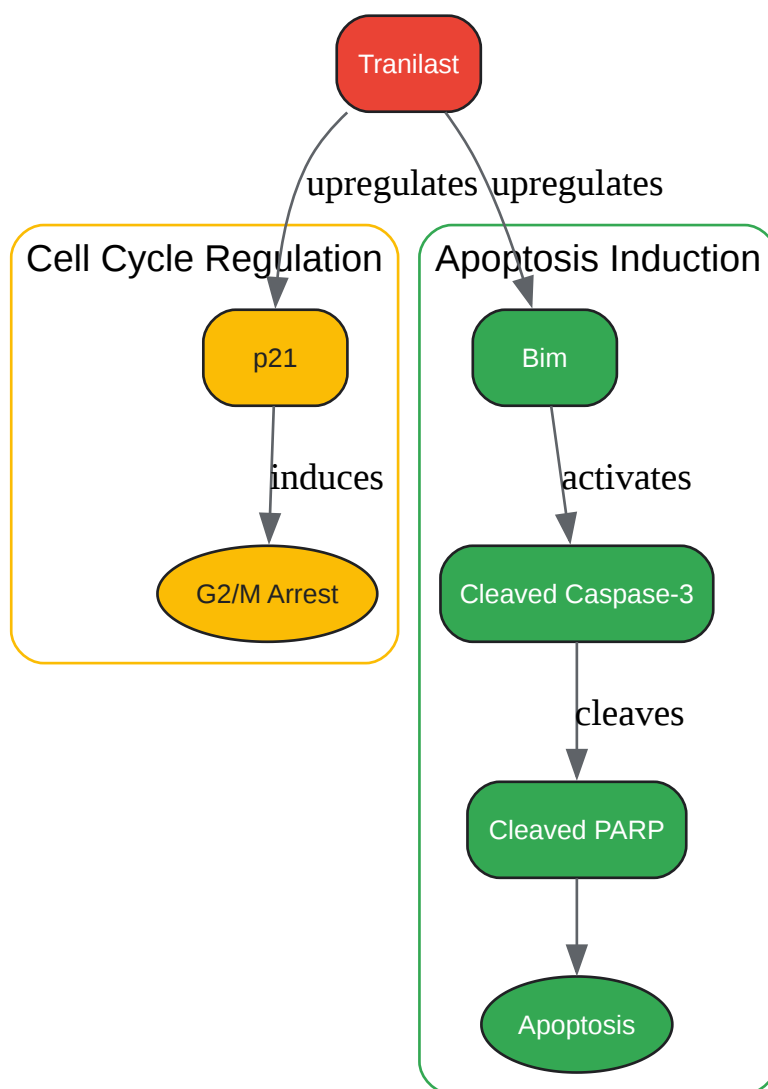 Tranilast
upregulates upregulates
Cell Cycle Regulation
Apoptosis Induction
p21
Bim
induces
activates
G2/M Arrest
Cleaved Caspase-3
cleaves
Cleaved PARP
Apoptosis